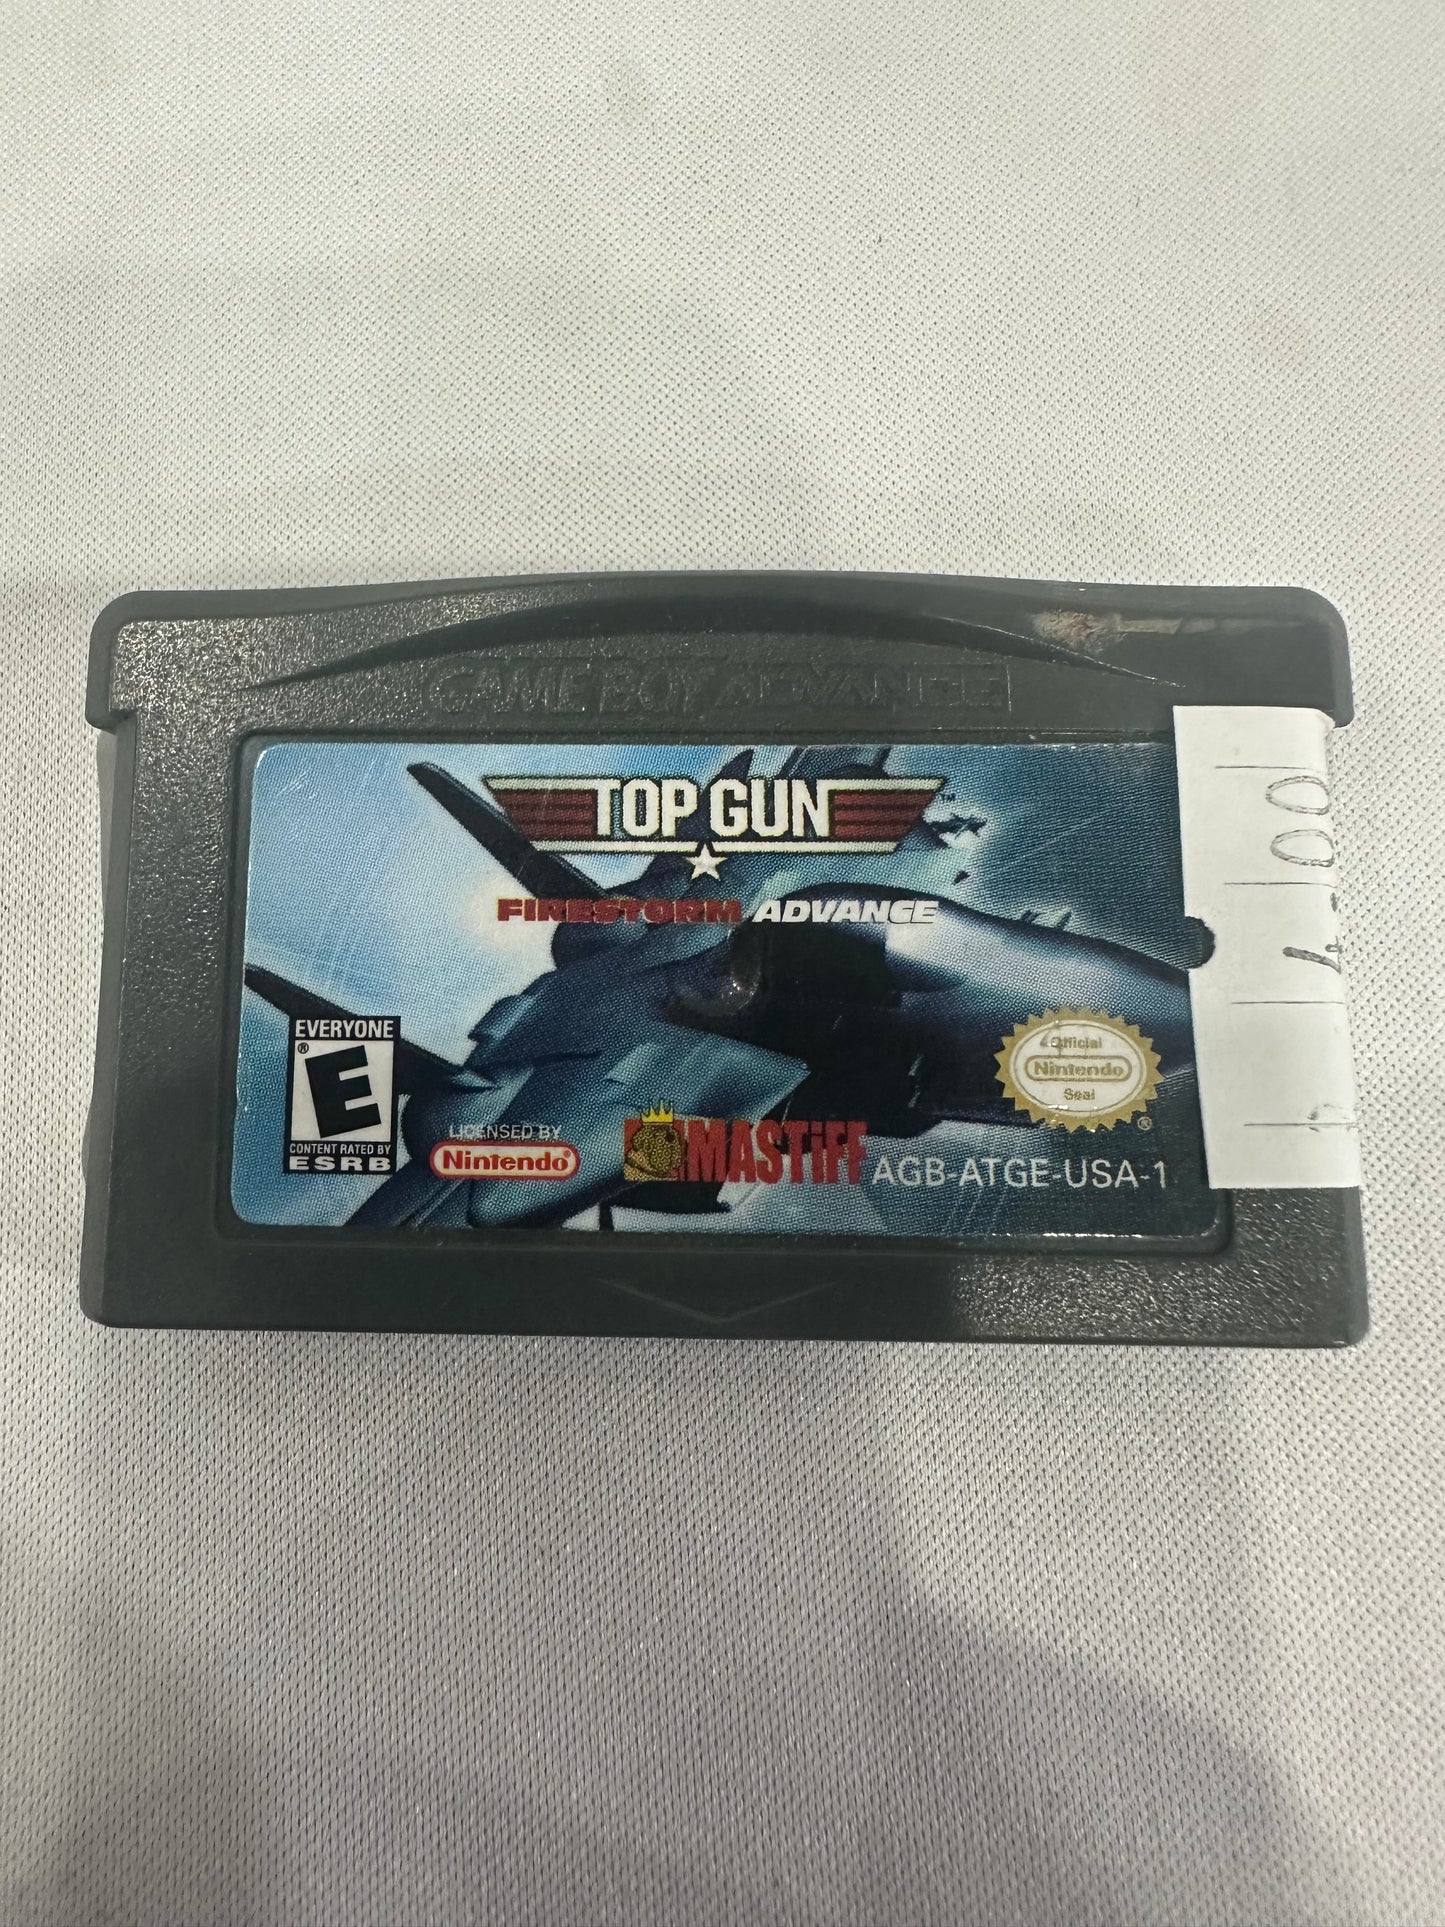 GAME BOY ADVANCE
TOP GUN™
FIRESTORM ADVANCE
EVERYONE
E®
CONTENT RATED BY
ESRB
LICENSED BY
Nintendo®
MASTiFF
AGB-ATGE-USA-1
Official
Nintendo
Seal
®